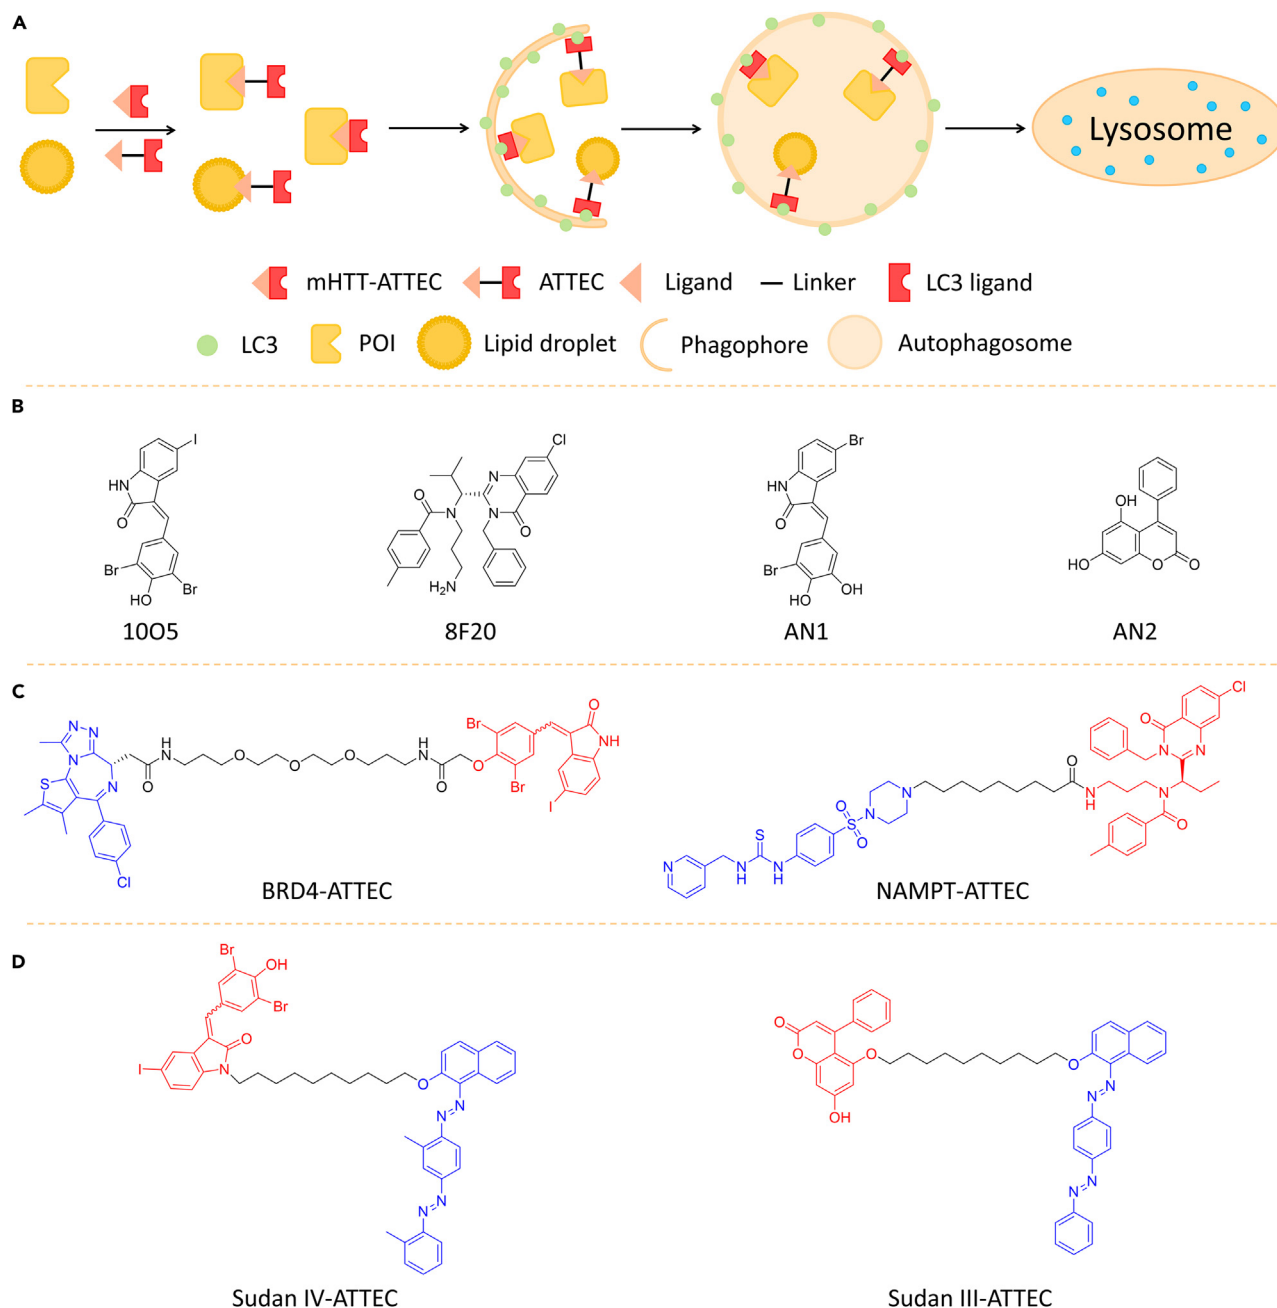 A
Lysosome
mHTT-ATTEC ATTEC Ligand Linker LC3 ligand
LC3 POI Lipid droplet Phagophore Autophagosome
B
I
HN
O
Br
Br
HO
10O5
Cl
N
O
N
N
O
H2N
8F20
Br
HN
O
Br
HO
OH
AN1
OH
HO
O
O
AN2
C
N
N
N
N
S
Cl
O
H
N
O
O
O
H
N
O
O
Br
Br
O
NH
I
BRD4-ATTEC
N
N
H
S
N
H
S
O
O
N
N
O
N
H
N
O
N
N
O
Cl
NAMPT-ATTEC
D
Br
OH
Br
O
I
N
O
N
N
N
N
Sudan IV-ATTEC
O
O
O
OH
O
N
N
N
N
Sudan III-ATTEC